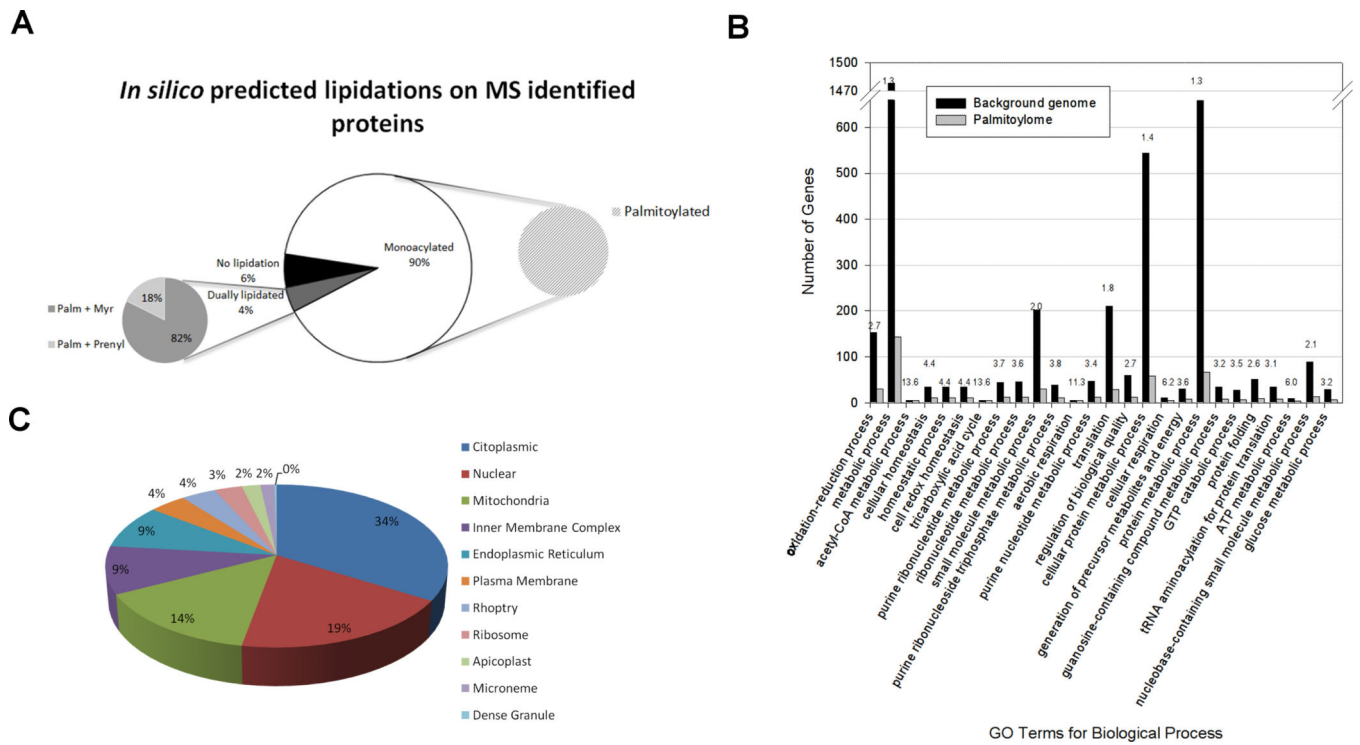 A
In silico predicted lipidations on MS identified
proteins
Palmitoylated
Monoacylated
90%
No lipidation
6%
Dually lipidated
4%
Palm + Myr
Palm + Prenyl
18%
82%
B
1500
1470
600
500
400
300
200
100
0
Number of Genes
Background genome
Palmitoylome
2.7
1.3
13.6
4.4
4.4
4.4
13.6
3.7
3.6
2.0
3.8
11.3
3.4
1.8
2.7
1.4
6.2
3.6
1.3
3.2
3.5
2.6
3.1
6.0
2.1
3.2
oxidation-reduction process
metabolic process
acetyl-CoA metabolic process
cellular homeostasis
homeostatic process
cell redox homeostasis
tricarboxylic acid cycle
purine ribonucleotide metabolic process
ribonucleotide metabolic process
small molecule metabolic process
purine ribonucleoside triphosphate metabolic process
aerobic respiration
purine nucleotide metabolic process
translation
regulation of biological quality
cellular protein metabolic process
cellular respiration
generation of precursor metabolites and energy
protein metabolic process
guanosine-containing compound metabolic process
GTP catabolic process
protein folding
tRNA aminoacylation for protein translation
ATP metabolic process
nucleobase-containing small molecule metabolic process
glucose metabolic process
GO Terms for Biological Process
C
34%
19%
14%
9%
9%
4%
4%
3%
2%
2%
0%
Citoplasmic
Nuclear
Mitochondria
Inner Membrane Complex
Endoplasmic Reticulum
Plasma Membrane
Rhoptry
Ribosome
Apicoplast
Microneme
Dense Granule